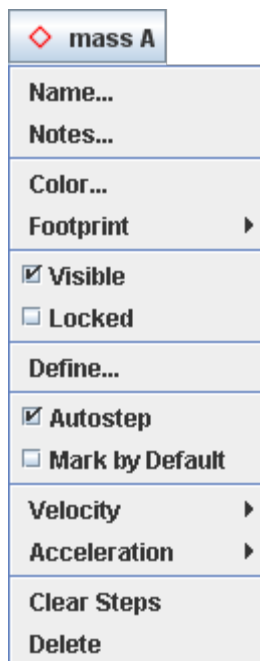 mass A
Name...
Notes...
Color...
Footprint
Visible
Locked
Define...
Autostep
Mark by Default
Velocity
Acceleration
Clear Steps
Delete